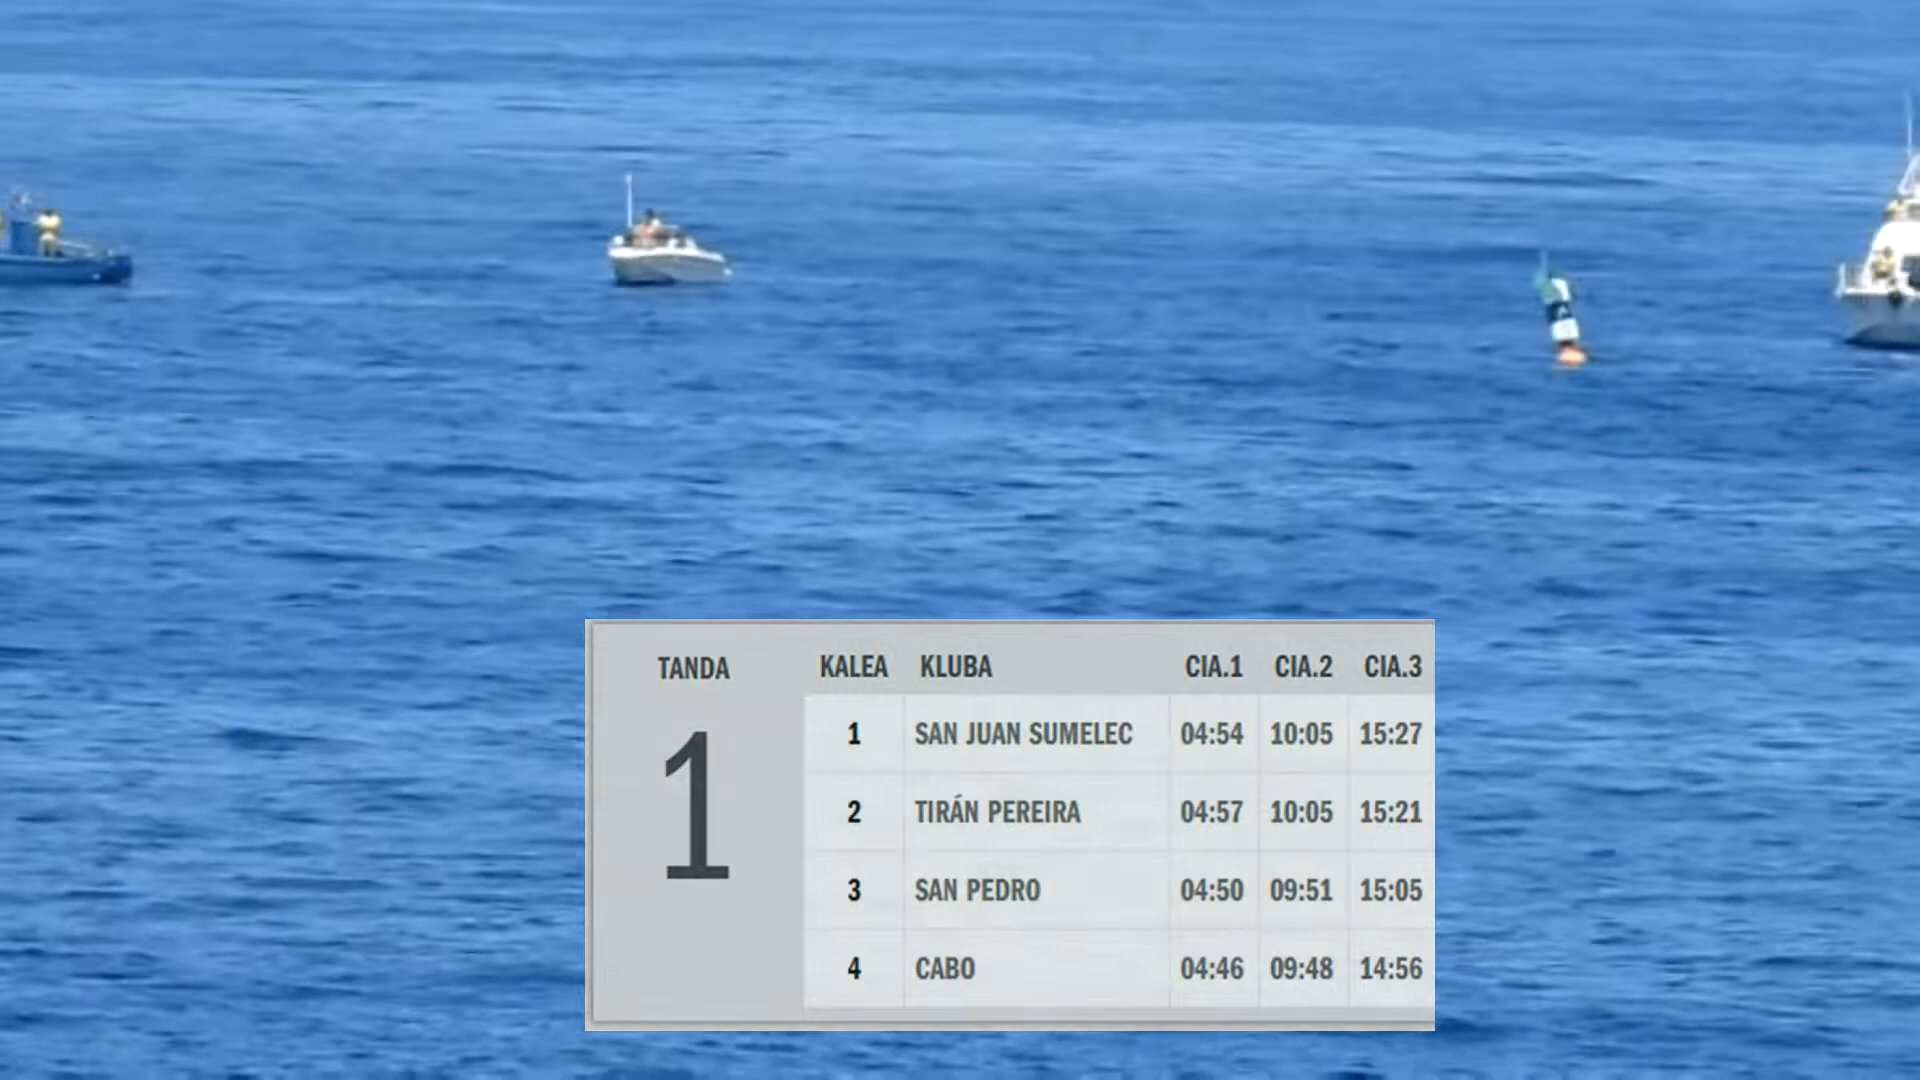 TANDA KALEA KLUBA CIA.1 CIA.2 CIA.3
1
1 SAN JUAN SUMELEC 04:54 10:05 15:27
2 TIRÁN PEREIRA 04:57 10:05 15:21
3 SAN PEDRO 04:50 09:51 15:05
4 CABO 04:46 09:48 14:56